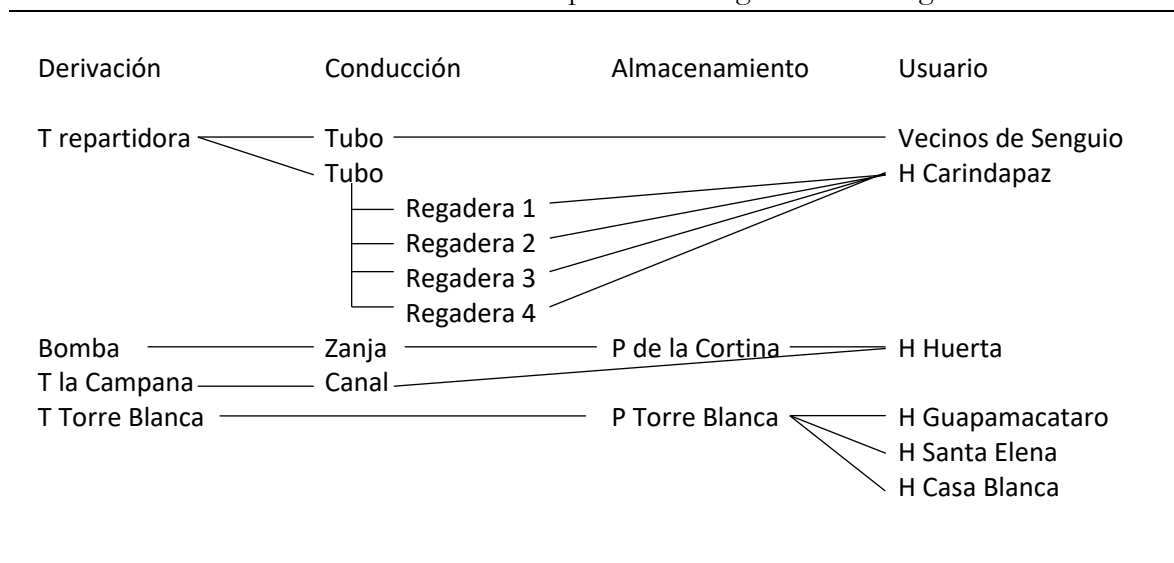 Derivación Conducción Almacenamiento Usuario
T repartidora Tubo Vecinos de Senguio
Tubo H Carindapaz
Regadera 1
Regadera 2
Regadera 3
Regadera 4
Bomba Zanja P de la Cortina H Huerta
T la Campana Canal
T Torre Blanca P Torre Blanca H Guapamacataro
H Santa Elena
H Casa Blanca